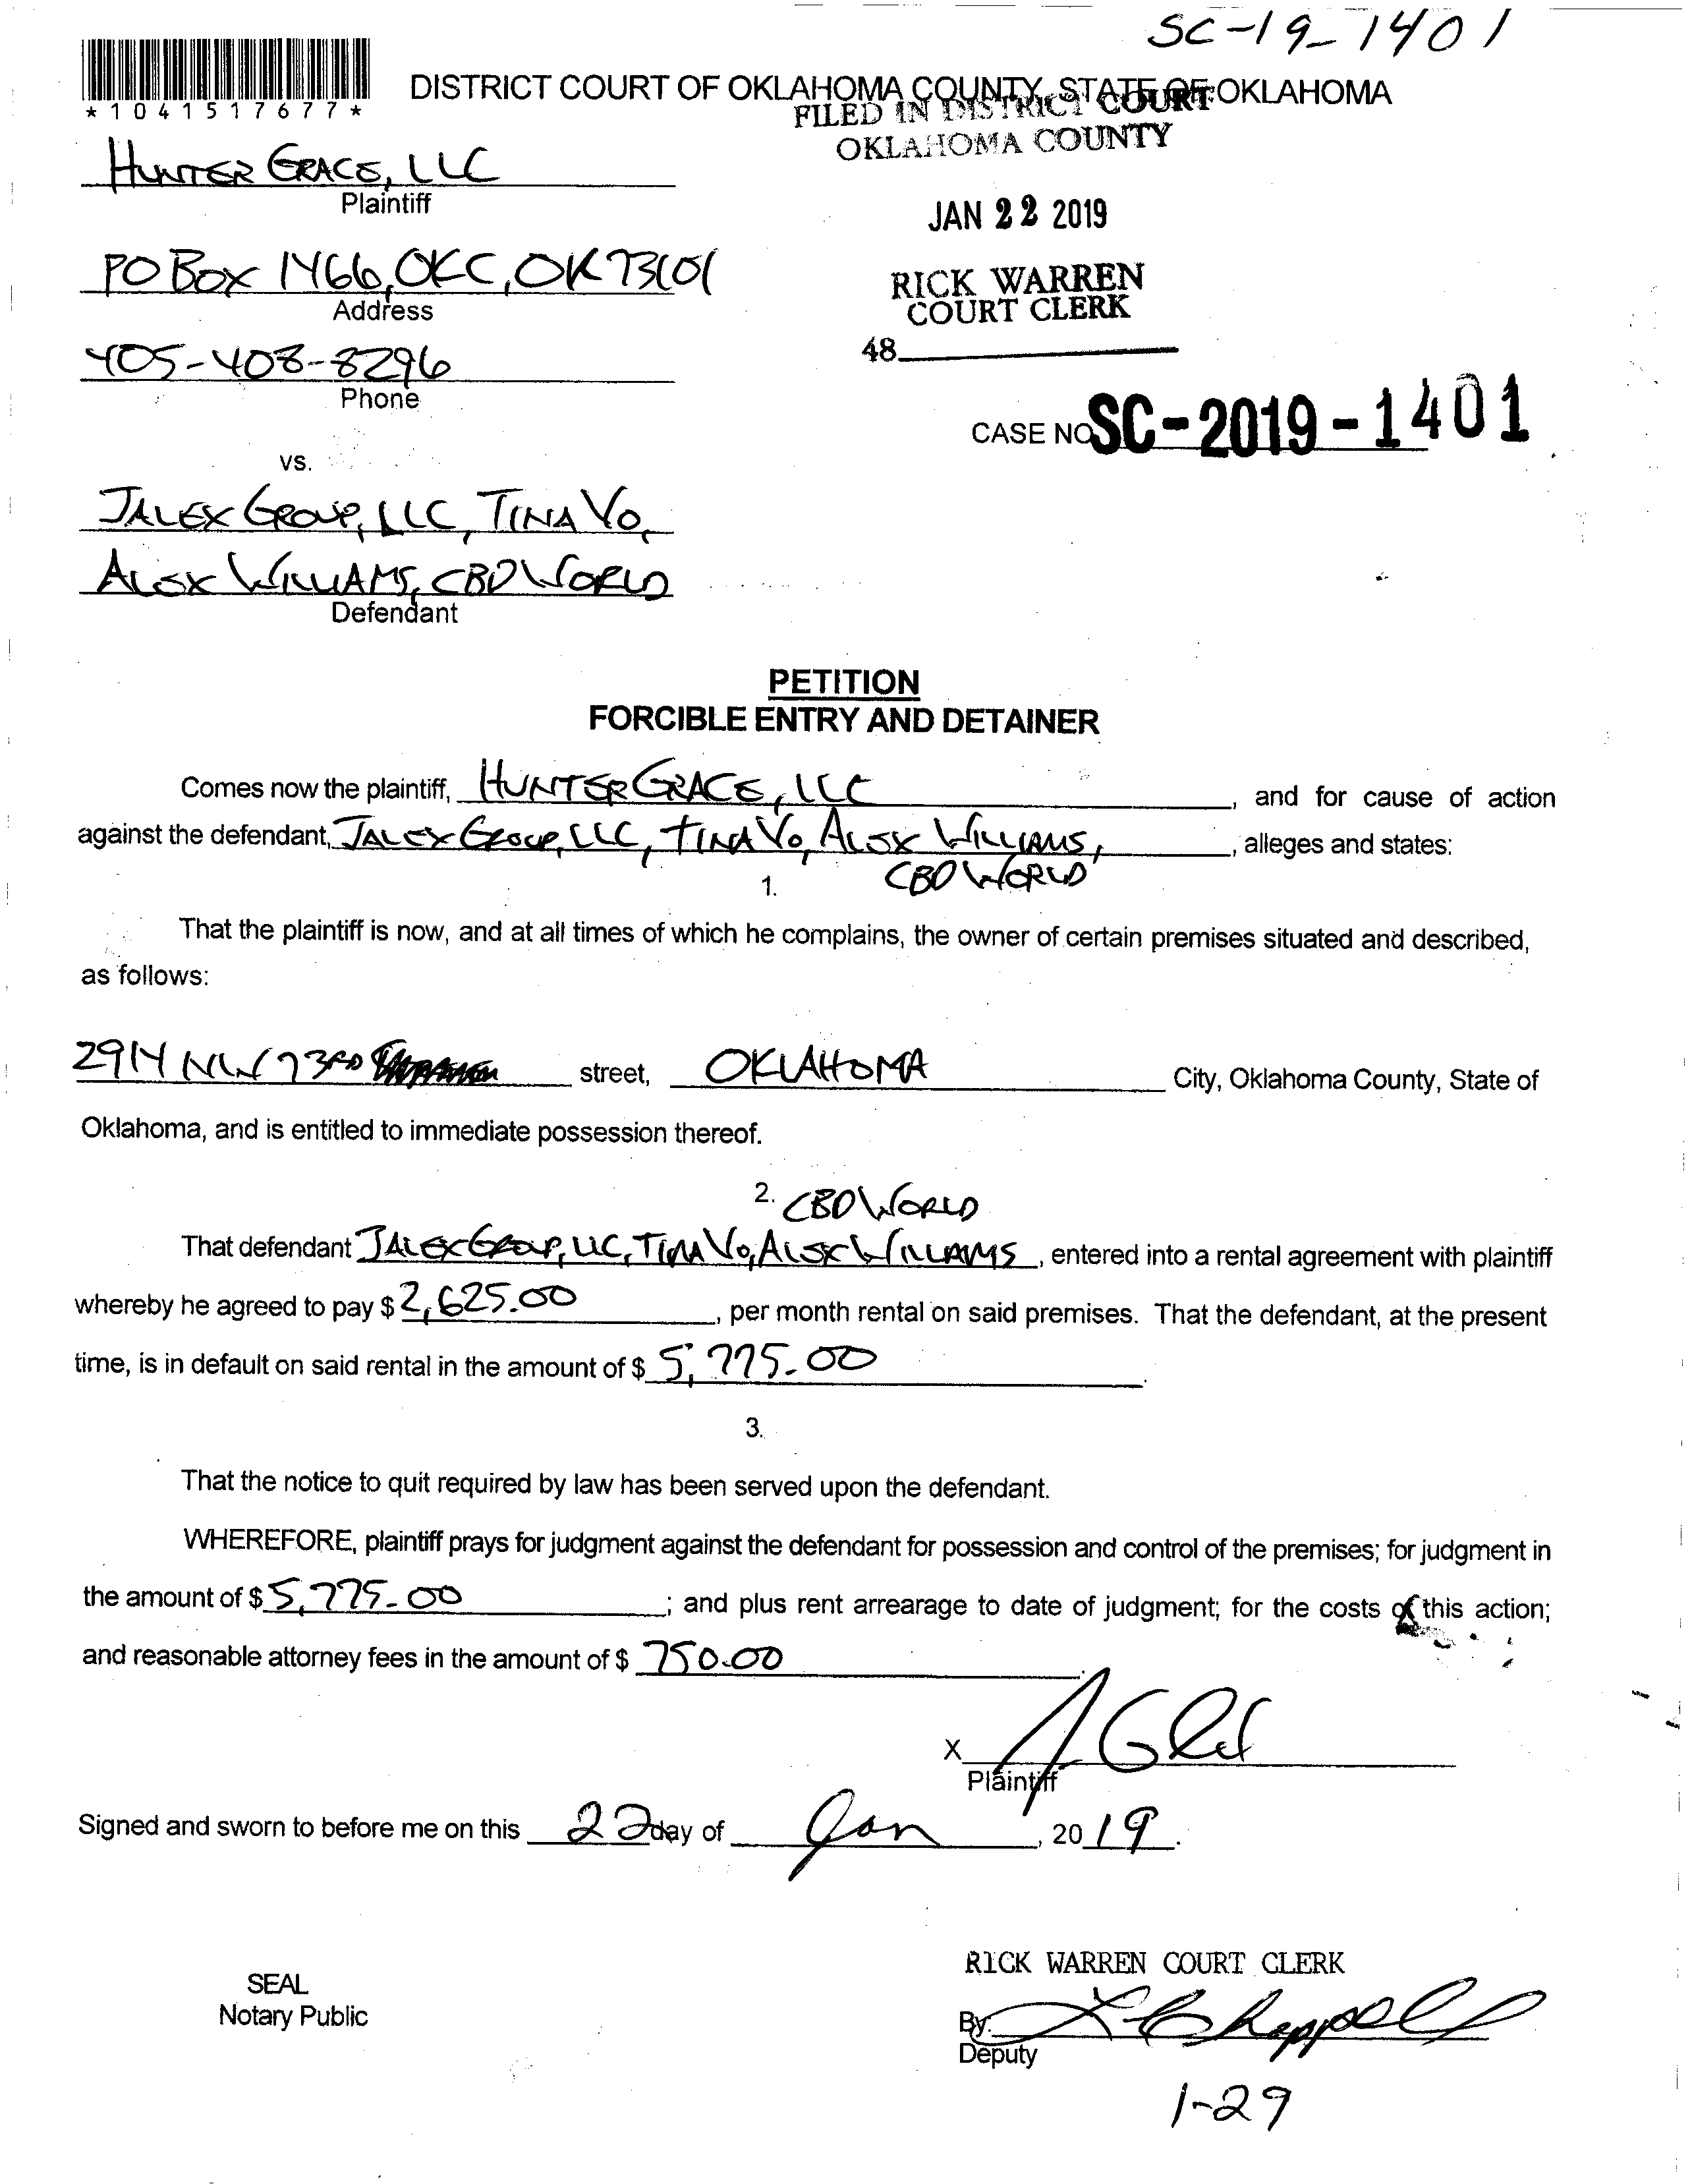 SC-19-1401
*1041517677*
DISTRICT COURT OF OKLAHOMA COUNTY, STATE OF OKLAHOMA
FILED IN DISTRICT COURT
OKLAHOMA COUNTY
HUNTER GRACE, LLC
Plaintiff
JAN 22 2019
PO BOX 1466, OKC, OK 73101
Address
RICK WARREN
COURT CLERK
405-408-8296
Phone
48
CASE NO. SC-2019-1401
vs.
JALEX GROUP, LLC, TINA VO,
ALEX WILLIAMS, CBD WORLD
Defendant
PETITION
FORCIBLE ENTRY AND DETAINER
Comes now the plaintiff, HUNTER GRACE, LLC, and for cause of action
against the defendant, JALEX GROUP, LLC, TINA VO, ALEX WILLIAMS, , alleges and states:
CBD WORLD
1.
That the plaintiff is now, and at all times of which he complains, the owner of certain premises situated and described,
as follows:
2914 NW 73RD street, OKLAHOMA City, Oklahoma County, State of
Oklahoma, and is entitled to immediate possession thereof.
2. CBD WORLD
That defendant JALEX GROUP, LLC, TINA VO, ALEX WILLIAMS, entered into a rental agreement with plaintiff
whereby he agreed to pay $ 2,625.00, per month rental on said premises. That the defendant, at the present
time, is in default on said rental in the amount of $ 5,775.00.
3.
That the notice to quit required by law has been served upon the defendant.
WHEREFORE, plaintiff prays for judgment against the defendant for possession and control of the premises; for judgment in
the amount of $ 5,775.00; and plus rent arrearage to date of judgment; for the costs of this action;
and reasonable attorney fees in the amount of $ 750.00.
X
Plaintiff
Signed and sworn to before me on this 22 day of Jan, 2019.
RICK WARREN COURT CLERK
SEAL
Notary Public
By: L Chappell
Deputy
1-29